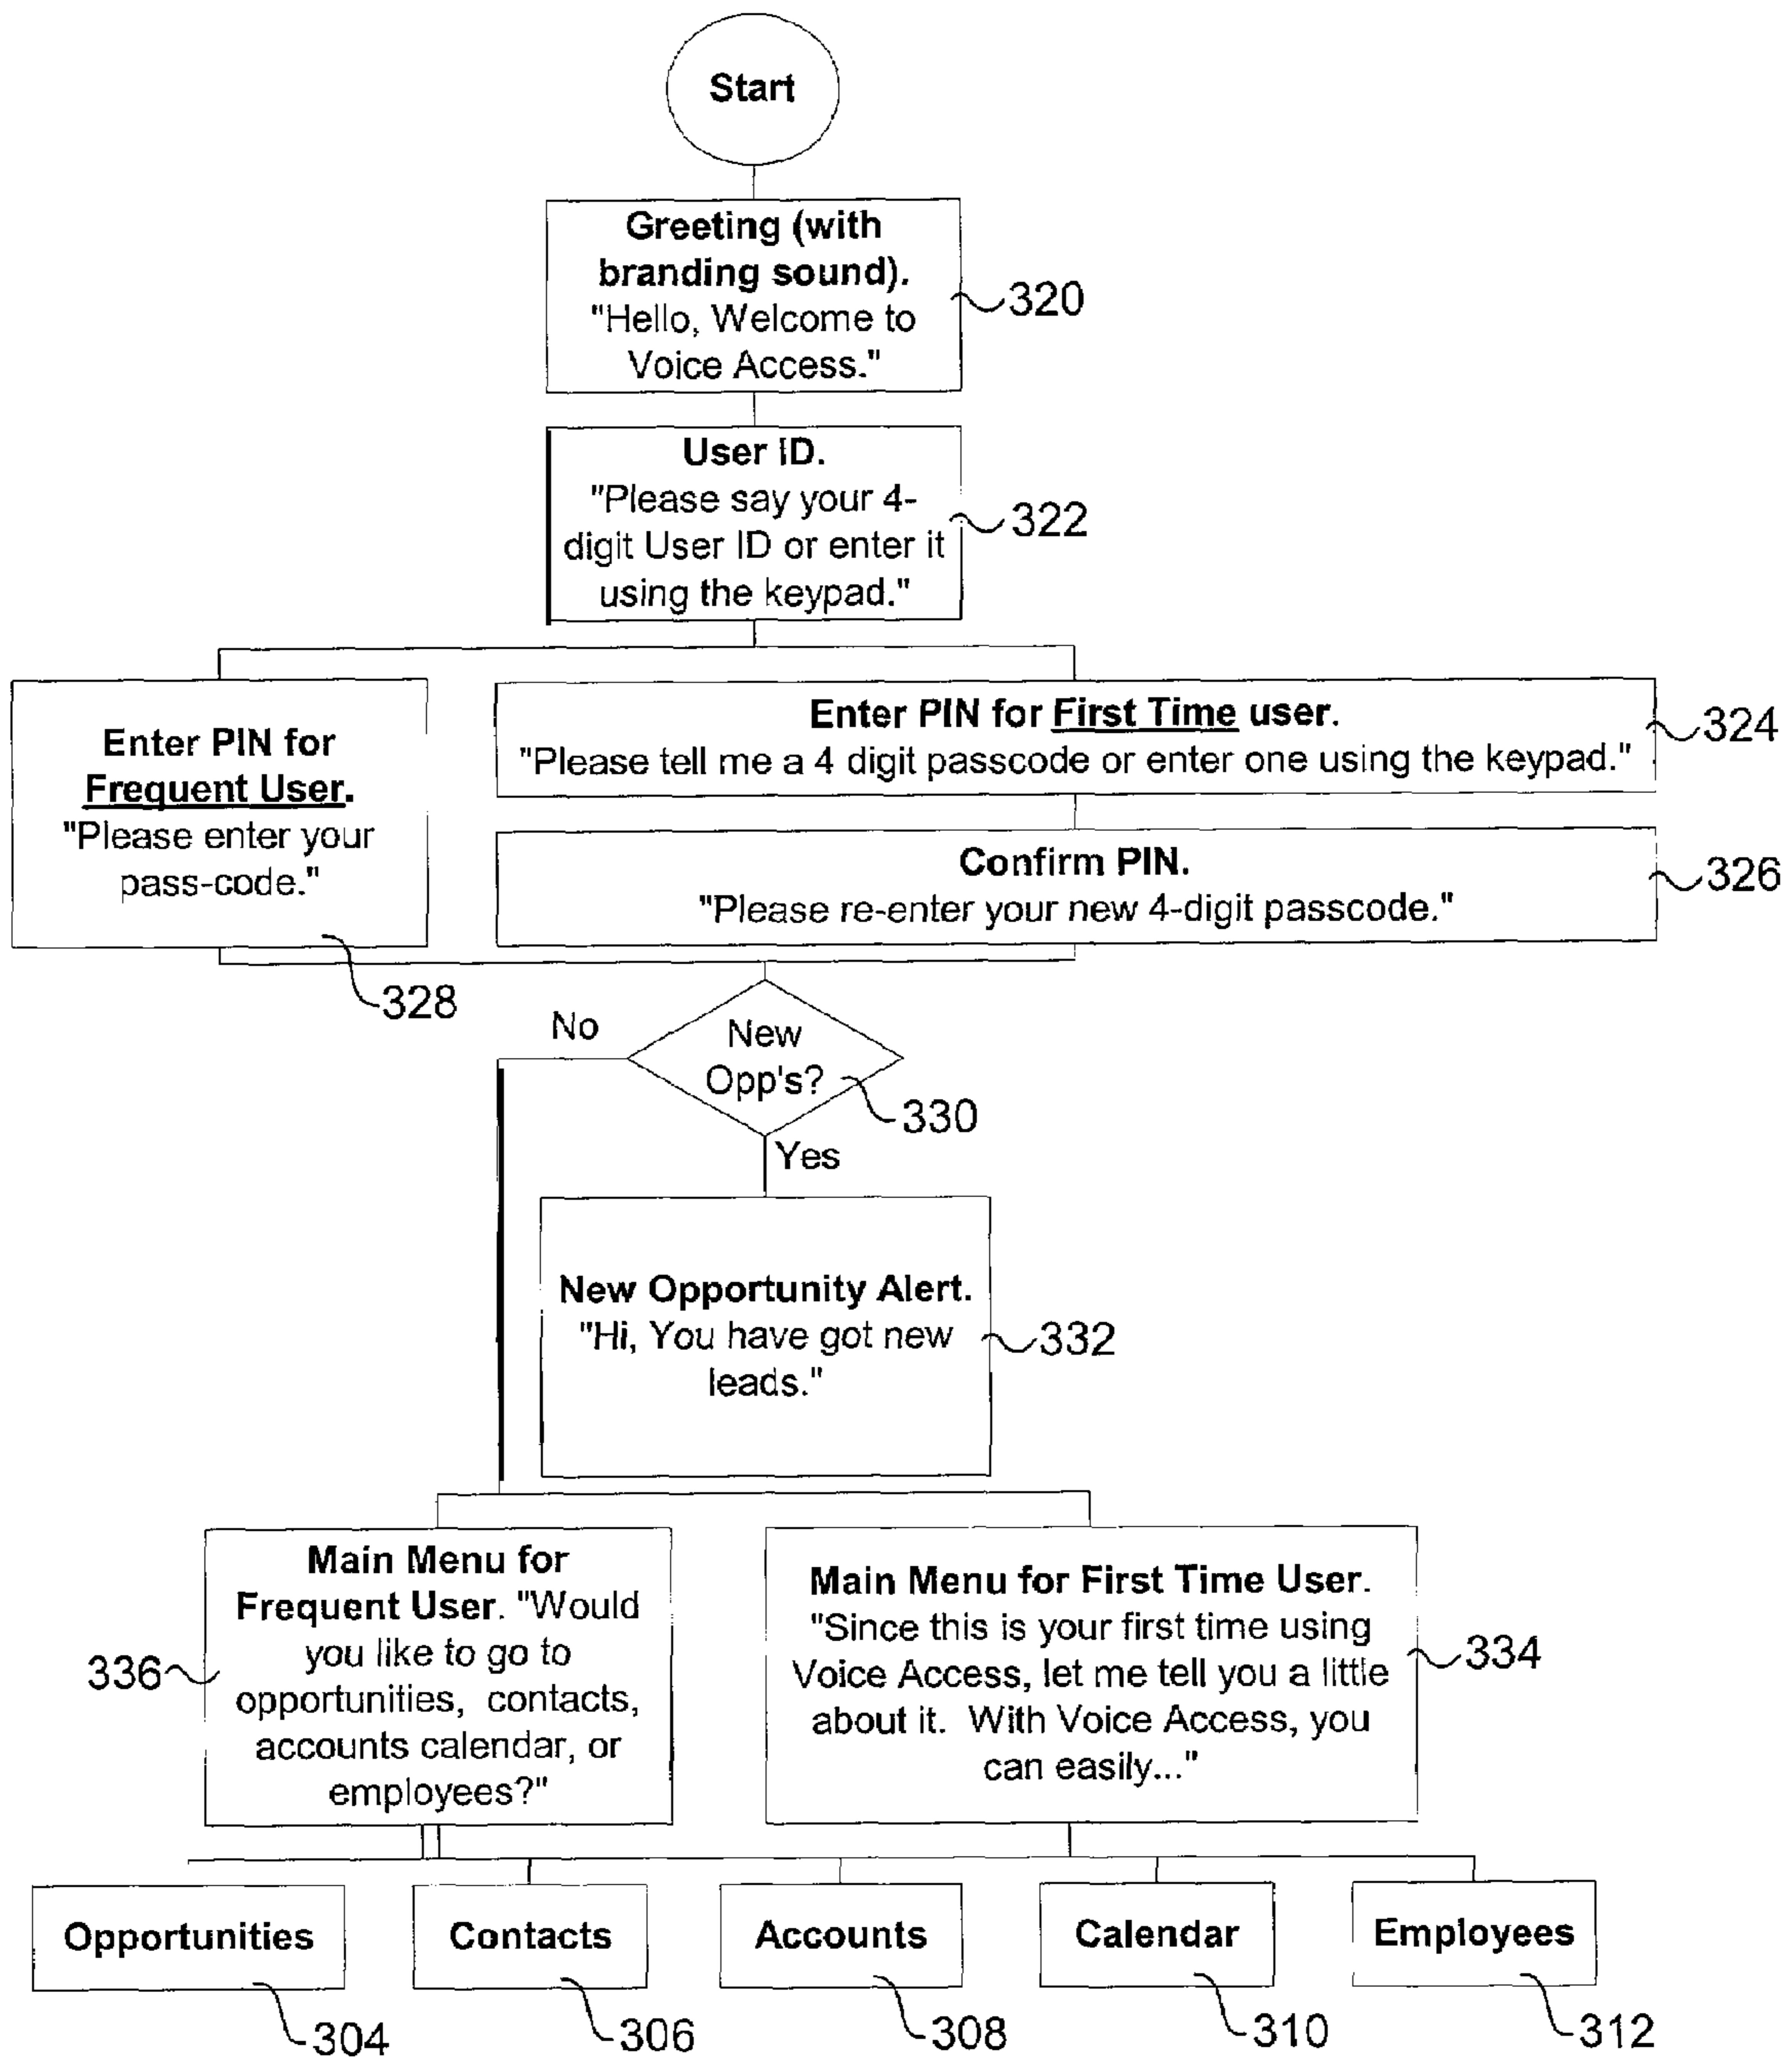 Start
Greeting (with
branding sound).
"Hello, Welcome to
Voice Access."
320
User ID.
"Please say your 4-
digit User ID or enter it
using the keypad."
322
Enter PIN for
Frequent User.
"Please enter your
pass-code."
328
Enter PIN for First Time user.
"Please tell me a 4 digit passcode or enter one using the keypad."
324
Confirm PIN.
"Please re-enter your new 4-digit passcode."
326
No
New
Opp's?
330
Yes
New Opportunity Alert.
"Hi, You have got new
leads."
332
Main Menu for
Frequent User. "Would
you like to go to
opportunities, contacts,
accounts calendar, or
employees?"
336
Main Menu for First Time User.
"Since this is your first time using
Voice Access, let me tell you a little
about it. With Voice Access, you
can easily..."
334
Opportunities
304
Contacts
306
Accounts
308
Calendar
310
Employees
312